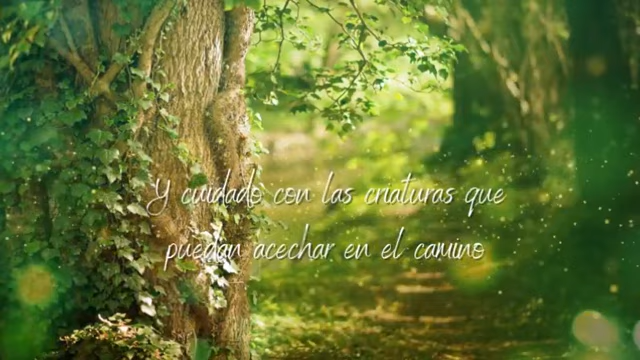 Y cuidado con las criaturas que
puedan acechar en el camino